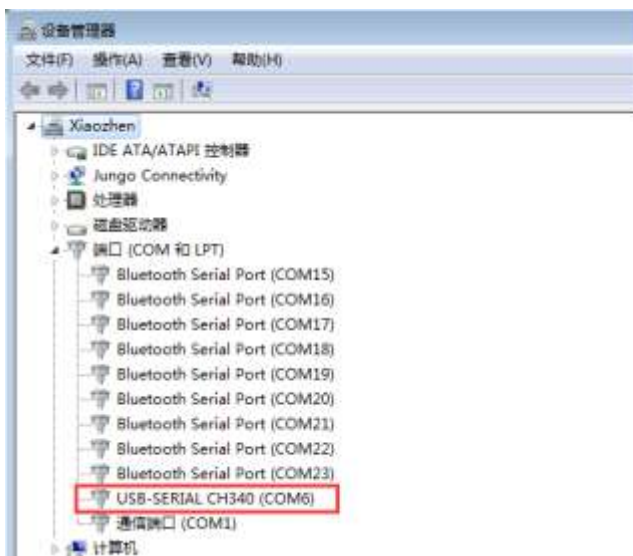 设备管理器
文件(F) 操作(A) 查看(V) 帮助(H)
Xiaozhen
IDE ATA/ATAPI 控制器
Jungo Connectivity
处理器
磁盘驱动器
端口 (COM 和 LPT)
Bluetooth Serial Port (COM15)
Bluetooth Serial Port (COM16)
Bluetooth Serial Port (COM17)
Bluetooth Serial Port (COM18)
Bluetooth Serial Port (COM19)
Bluetooth Serial Port (COM20)
Bluetooth Serial Port (COM21)
Bluetooth Serial Port (COM22)
Bluetooth Serial Port (COM23)
USB-SERIAL CH340 (COM6)
通信端口 (COM1)
计算机